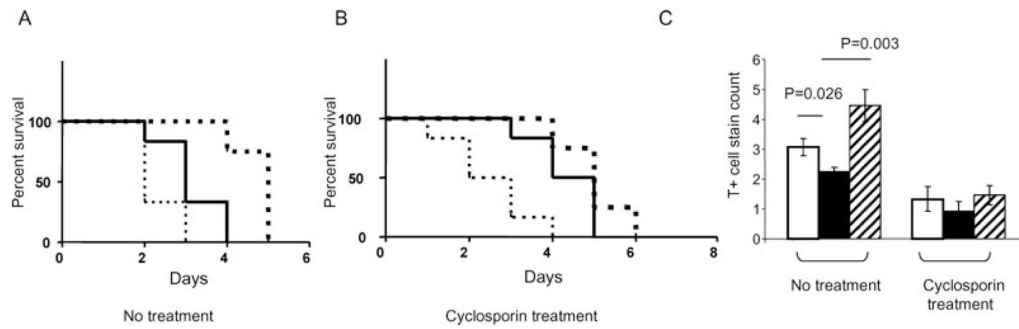 A
Percent survival
100
50
0
0 2 4 6
Days
No treatment
B
Percent survival
100
50
0
0 2 4 6 8
Days
Cyclosporin treatment
C
T+ cell stain count
6
5
4
3
2
1
0
P=0.003
P=0.026
No treatment
Cyclosporin
treatment